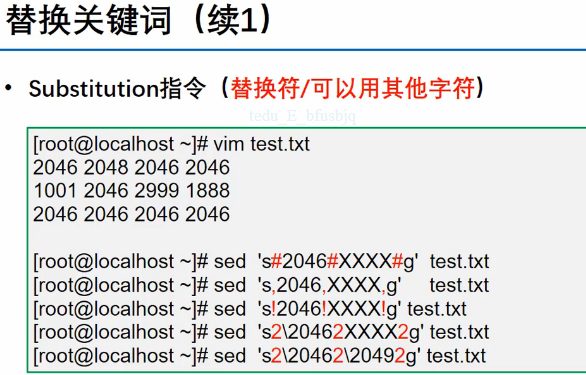 替换关键词（续1）
• Substitution指令（替换符/可以用其他字符）
tedu_E_bfusbjq
[root@localhost ~]# vim test.txt
2046 2048 2046 2046
1001 2046 2999 1888
2046 2046 2046 2046
[root@localhost ~]# sed 's#2046#XXXX#g' test.txt
[root@localhost ~]# sed 's,2046,XXXX,g' test.txt
[root@localhost ~]# sed 's!2046!XXXX!g' test.txt
[root@localhost ~]# sed 's2\20462XXXX2g' test.txt
[root@localhost ~]# sed 's2\20462\20492g' test.txt